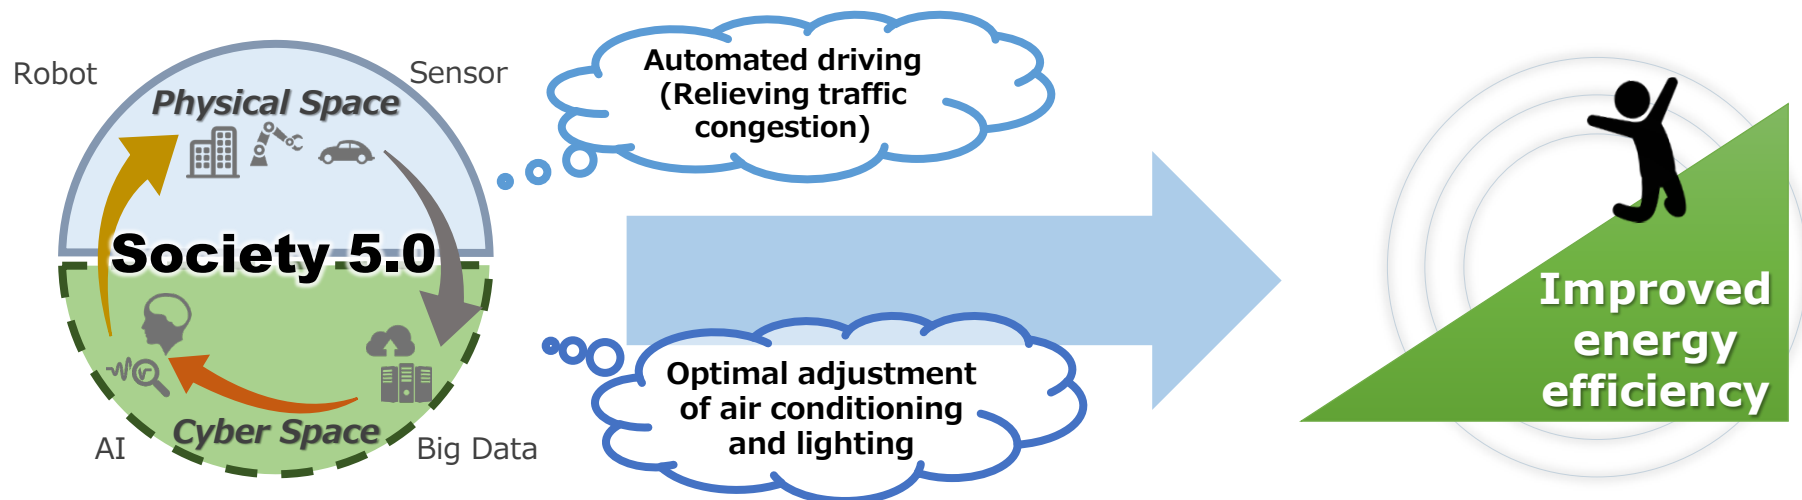 Robot
Sensor
Physical Space
Society 5.0
AI
Cyber Space
Big Data
Automated driving
(Relieving traffic
congestion)
Optimal adjustment
of air conditioning
and lighting
Improved
energy
efficiency